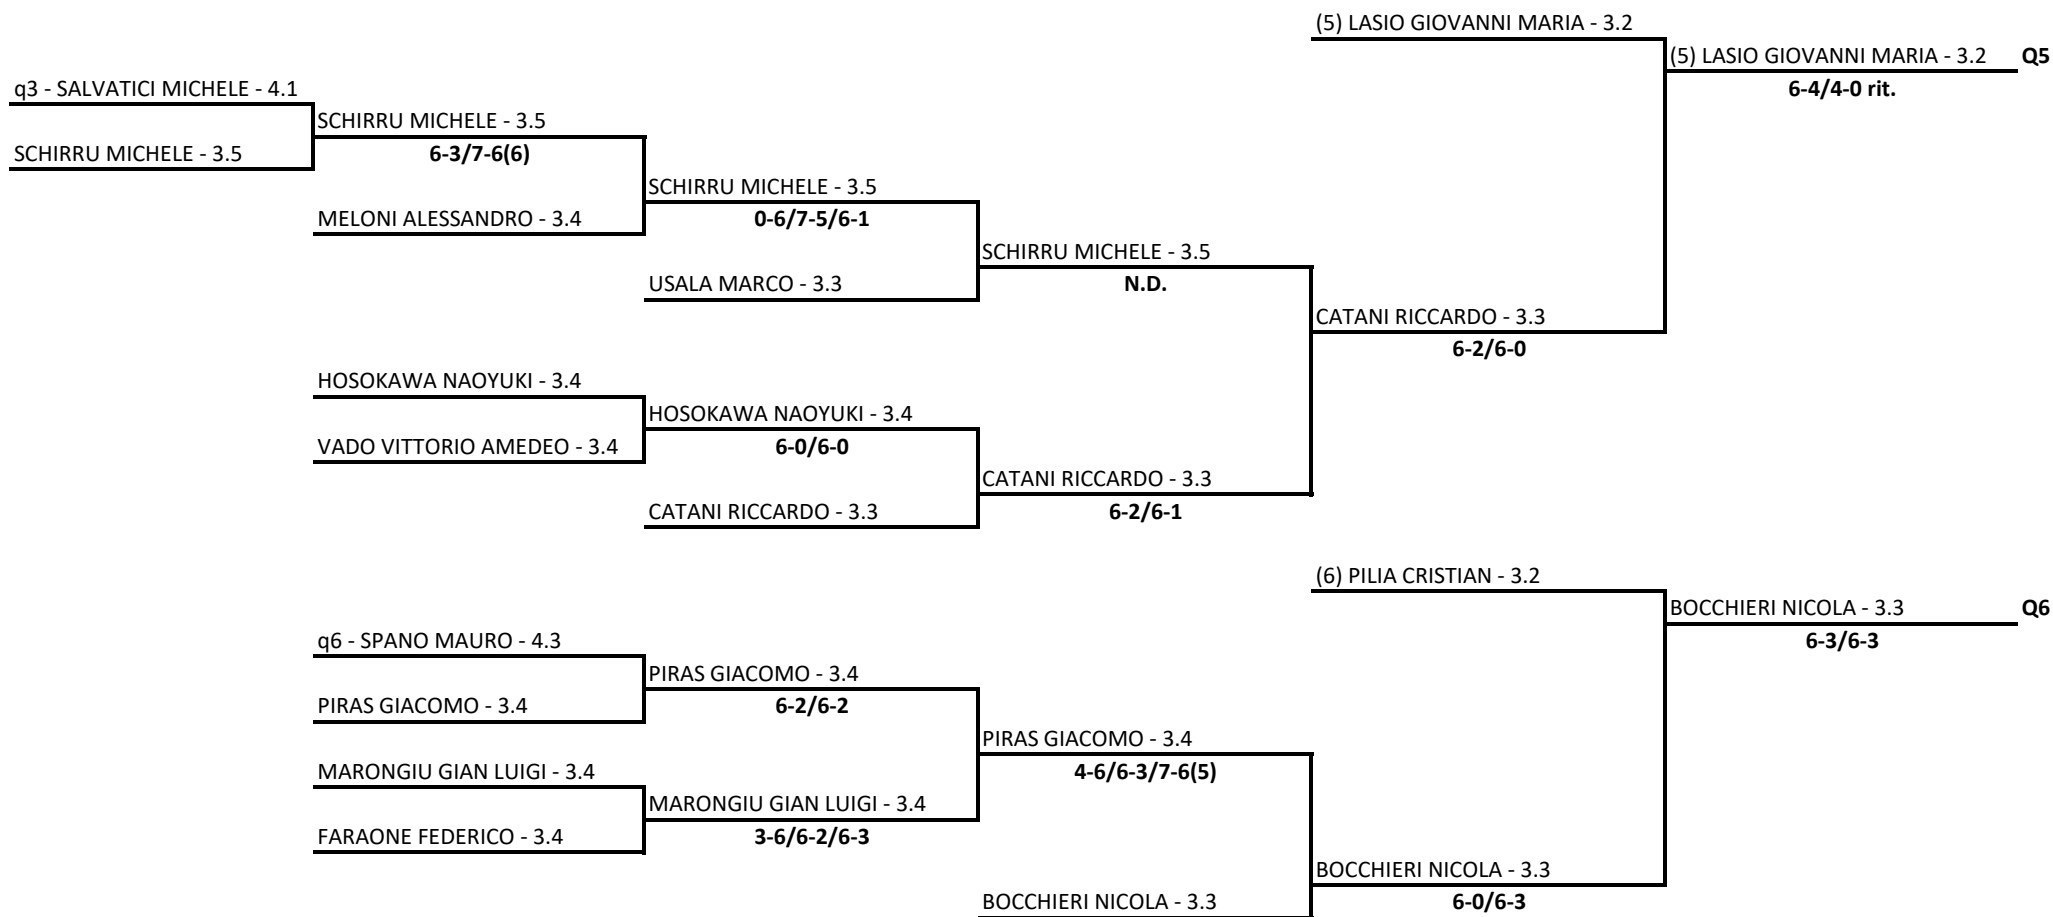 (5) LASIO GIOVANNI MARIA - 3.2
(5) LASIO GIOVANNI MARIA - 3.2 Q5
q3 - SALVATICI MICHELE - 4.1 6-4/4-0 rit.
SCHIRRU MICHELE - 3.5
SCHIRRU MICHELE - 3.5 6-3/7-6(6)
SCHIRRU MICHELE - 3.5
MELONI ALESSANDRO - 3.4 0-6/7-5/6-1
SCHIRRU MICHELE - 3.5
USALA MARCO - 3.3 N.D.
CATANI RICCARDO - 3.3
6-2/6-0
HOSOKAWA NAOYUKI - 3.4
HOSOKAWA NAOYUKI - 3.4
VADO VITTORIO AMEDEO - 3.4 6-0/6-0
CATANI RICCARDO - 3.3
CATANI RICCARDO - 3.3 6-2/6-1
(6) PILIA CRISTIAN - 3.2
BOCCHIERI NICOLA - 3.3 Q6
q6 - SPANO MAURO - 4.3 6-3/6-3
PIRAS GIACOMO - 3.4
PIRAS GIACOMO - 3.4 6-2/6-2
PIRAS GIACOMO - 3.4
MARONGIU GIAN LUIGI - 3.4 4-6/6-3/7-6(5)
MARONGIU GIAN LUIGI - 3.4
FARAONE FEDERICO - 3.4 3-6/6-2/6-3
BOCCHIERI NICOLA - 3.3
BOCCHIERI NICOLA - 3.3 6-0/6-3